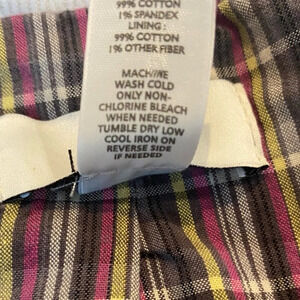 99% COTTON
1% SPANDEX
LINING:
99% COTTON
1% OTHER FIBER
MACHINE
WASH COLD
ONLY NON-
CHLORINE BLEACH
WHEN NEEDED
TUMBLE DRY LOW
COOL IRON ON
REVERSE SIDE
IF NEEDED